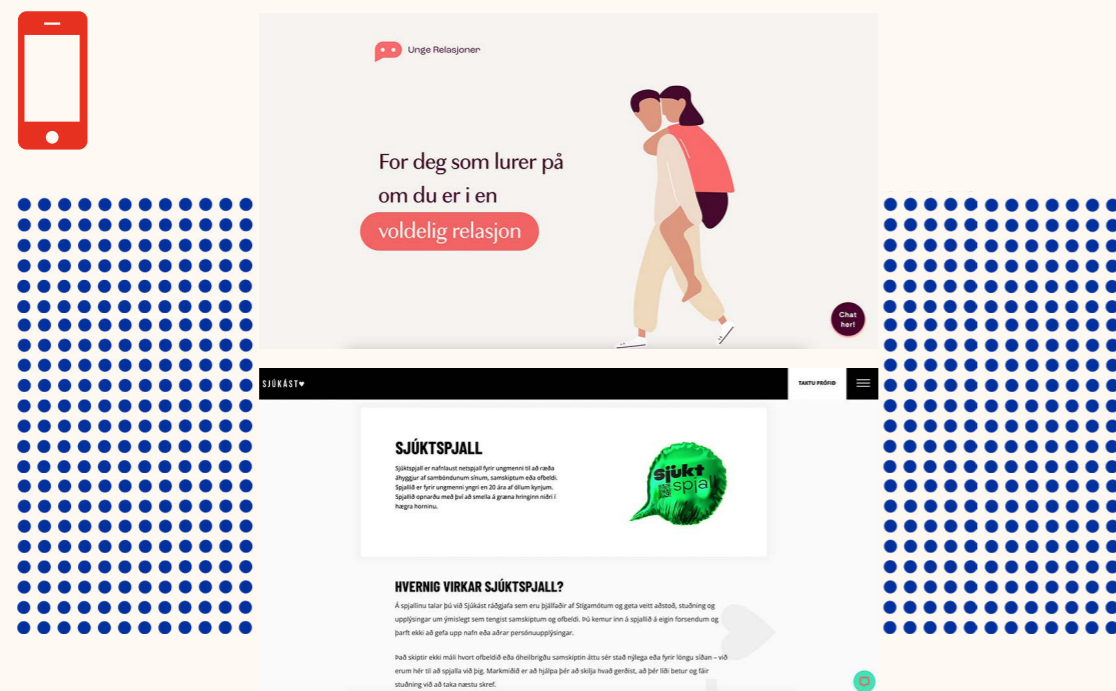 Unge Relasjoner
For deg som lurer på
om du er i en
voldelig relasjon
Chat
her!
SJÚKÁST♥
TAKTU PRÓFIÐ
SJÚKTSPJALL
Sjúktspjall er nafnlaust netspjall fyrir ungmenni til að ræða
áhyggjur af samböndunum sínum, samskiptum eða ofbeldi.
Spjallið er fyrir ungmenni yngri en 20 ára af öllum kynjum.
Spjallið opnarðu með því að smella á græna hringinn niðri í
hægra horninu.
sjúkt
spjall
HVERNIG VIRKAR SJÚKTSPJALL?
Á spjallinu talar þú við Sjúkást ráðgjafa sem eru þjálfaðir af Stígamótum og geta veitt aðstoð, stuðning og
upplýsingar um ýmislegt sem tengist samskiptum og ofbeldi. Þú kemur inn á spjallið á eigin forsendum og
þarft ekki að gefa upp nafn eða aðrar persónuupplýsingar.
Það skiptir ekki máli hvort ofbeldið eða óheilbrigðu samskiptin áttu sér stað nýlega eða fyrir löngu síðan – við
erum hér til að spjalla við þig. Markmiðið er að hjálpa þér að skilja hvað gerðist, að þér líði betur og fáir
stuðning við að taka næstu skref.